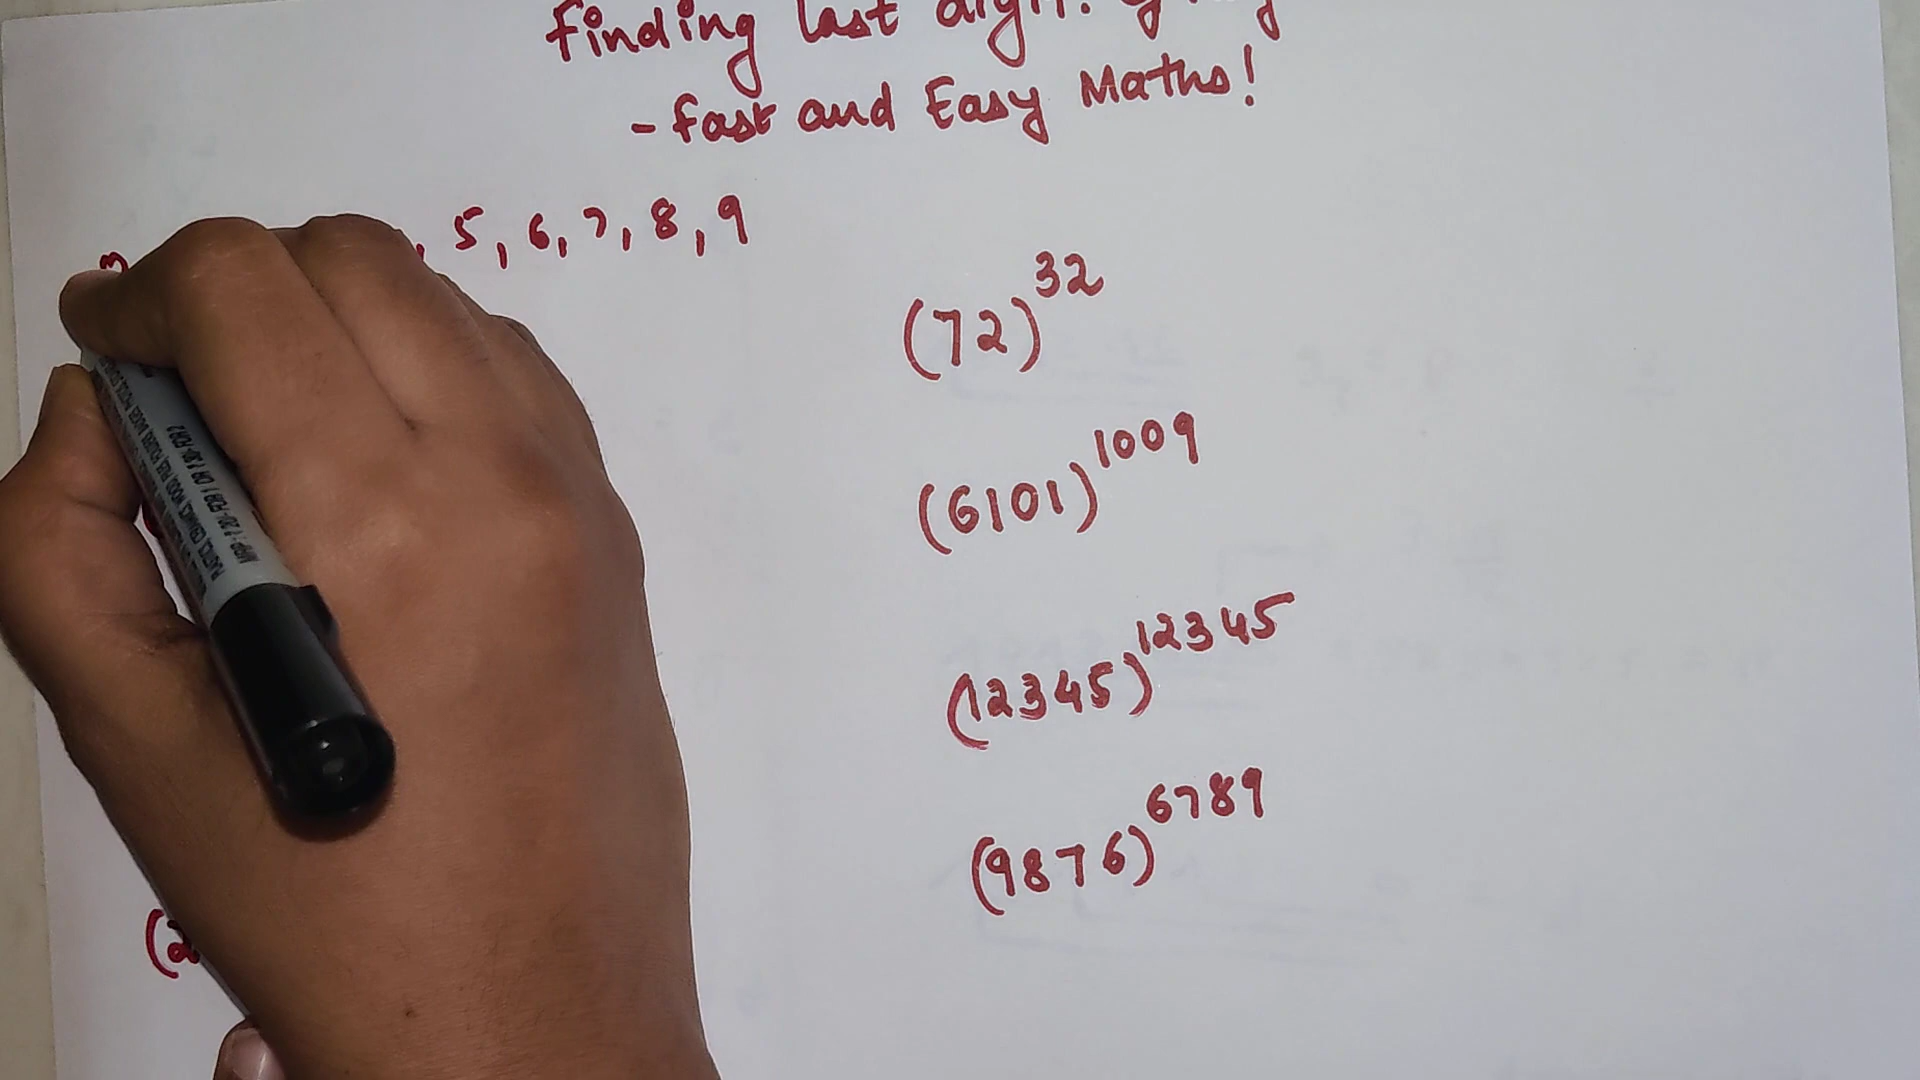 Finding last digit
- Fast and Easy Maths!
, 5, 6, 7, 8, 9
(72)^32
(6101)^1009
(12345)^12345
(9876)^6789
(2